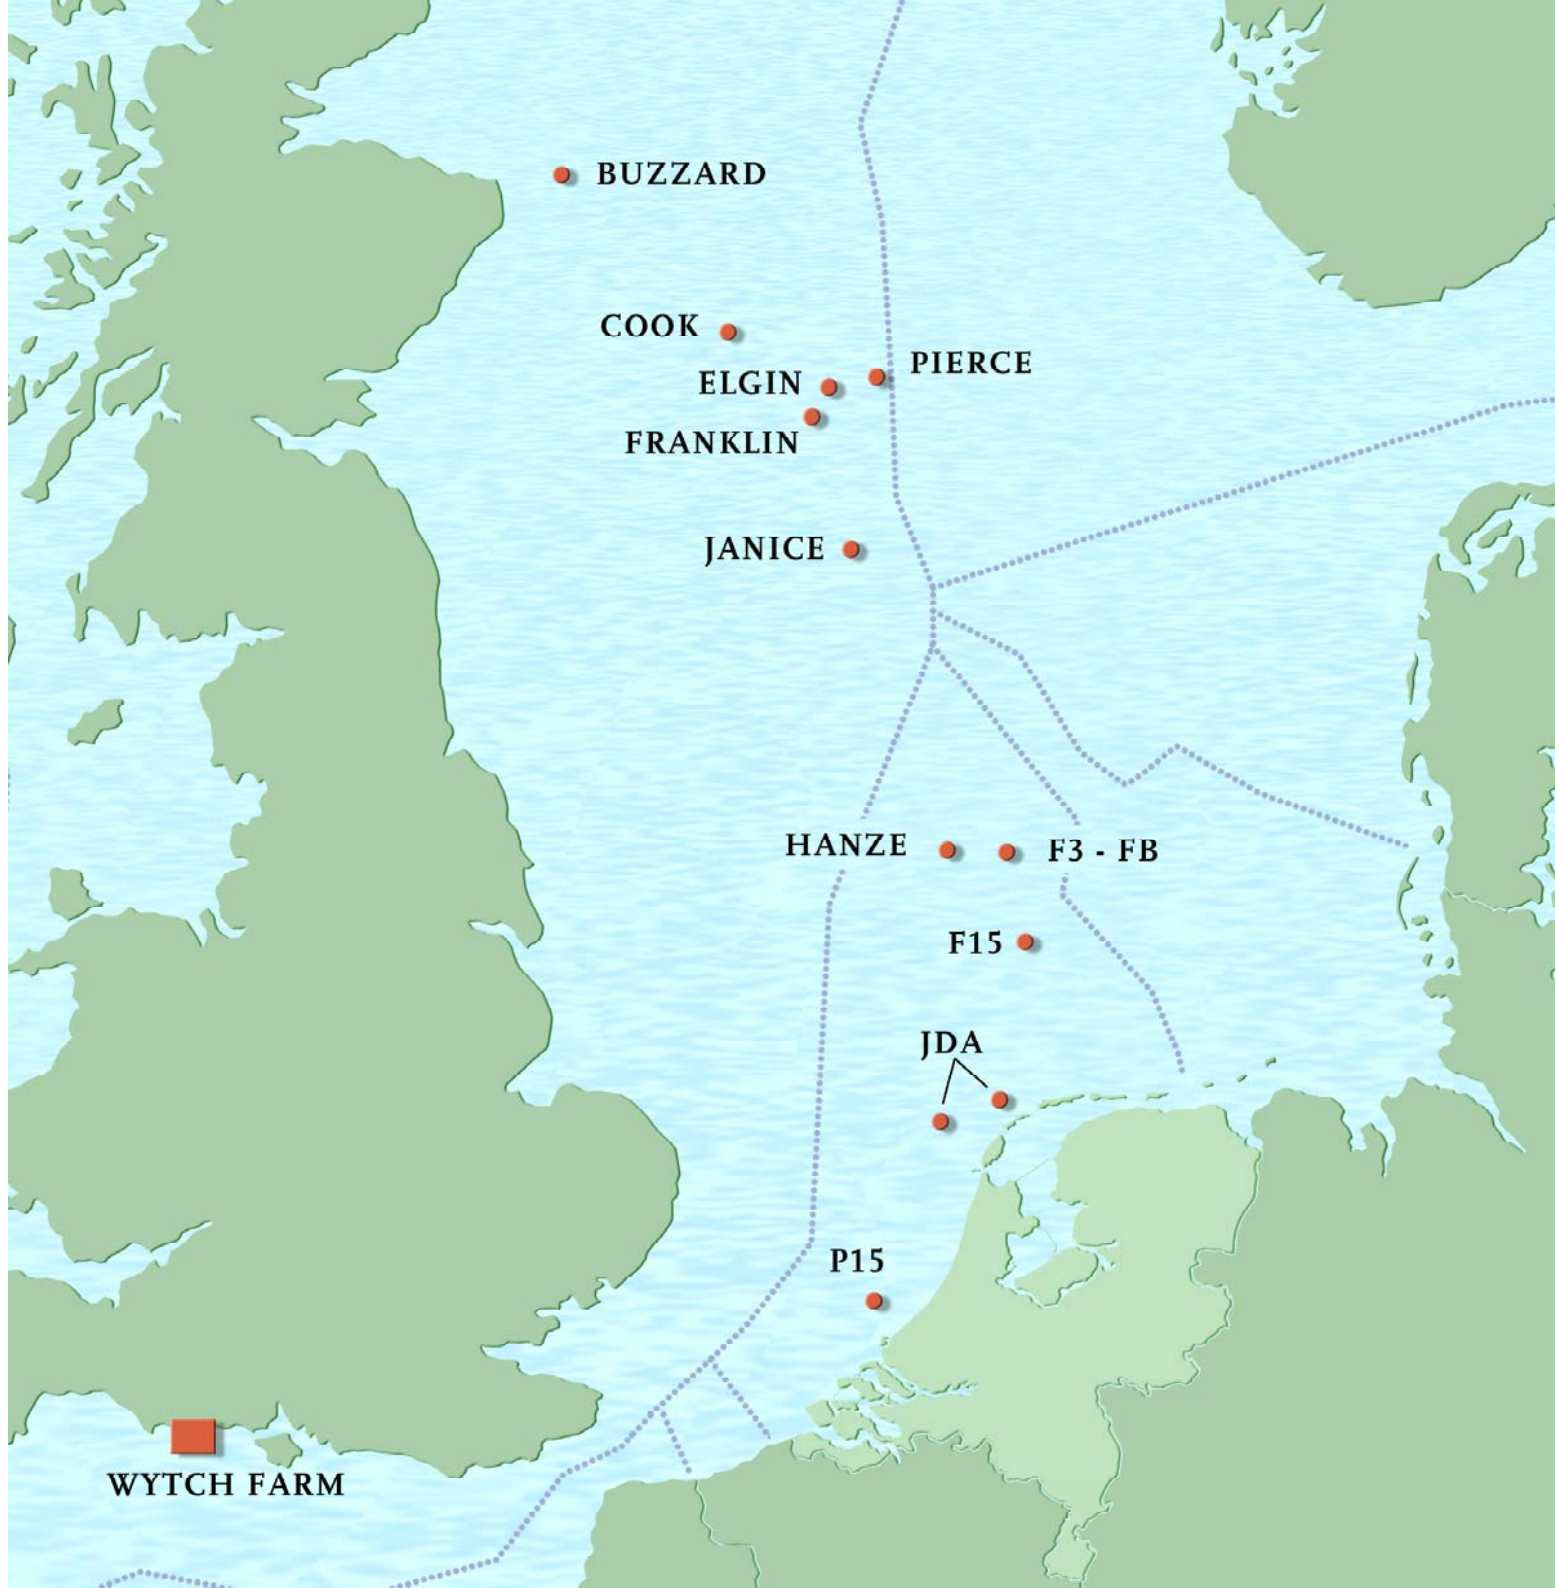 BUZZARD
COOK
PIERCE
ELGIN
FRANKLIN
JANICE
HANZE
F3 - FB
F15
JDA
P15
WYTCH FARM